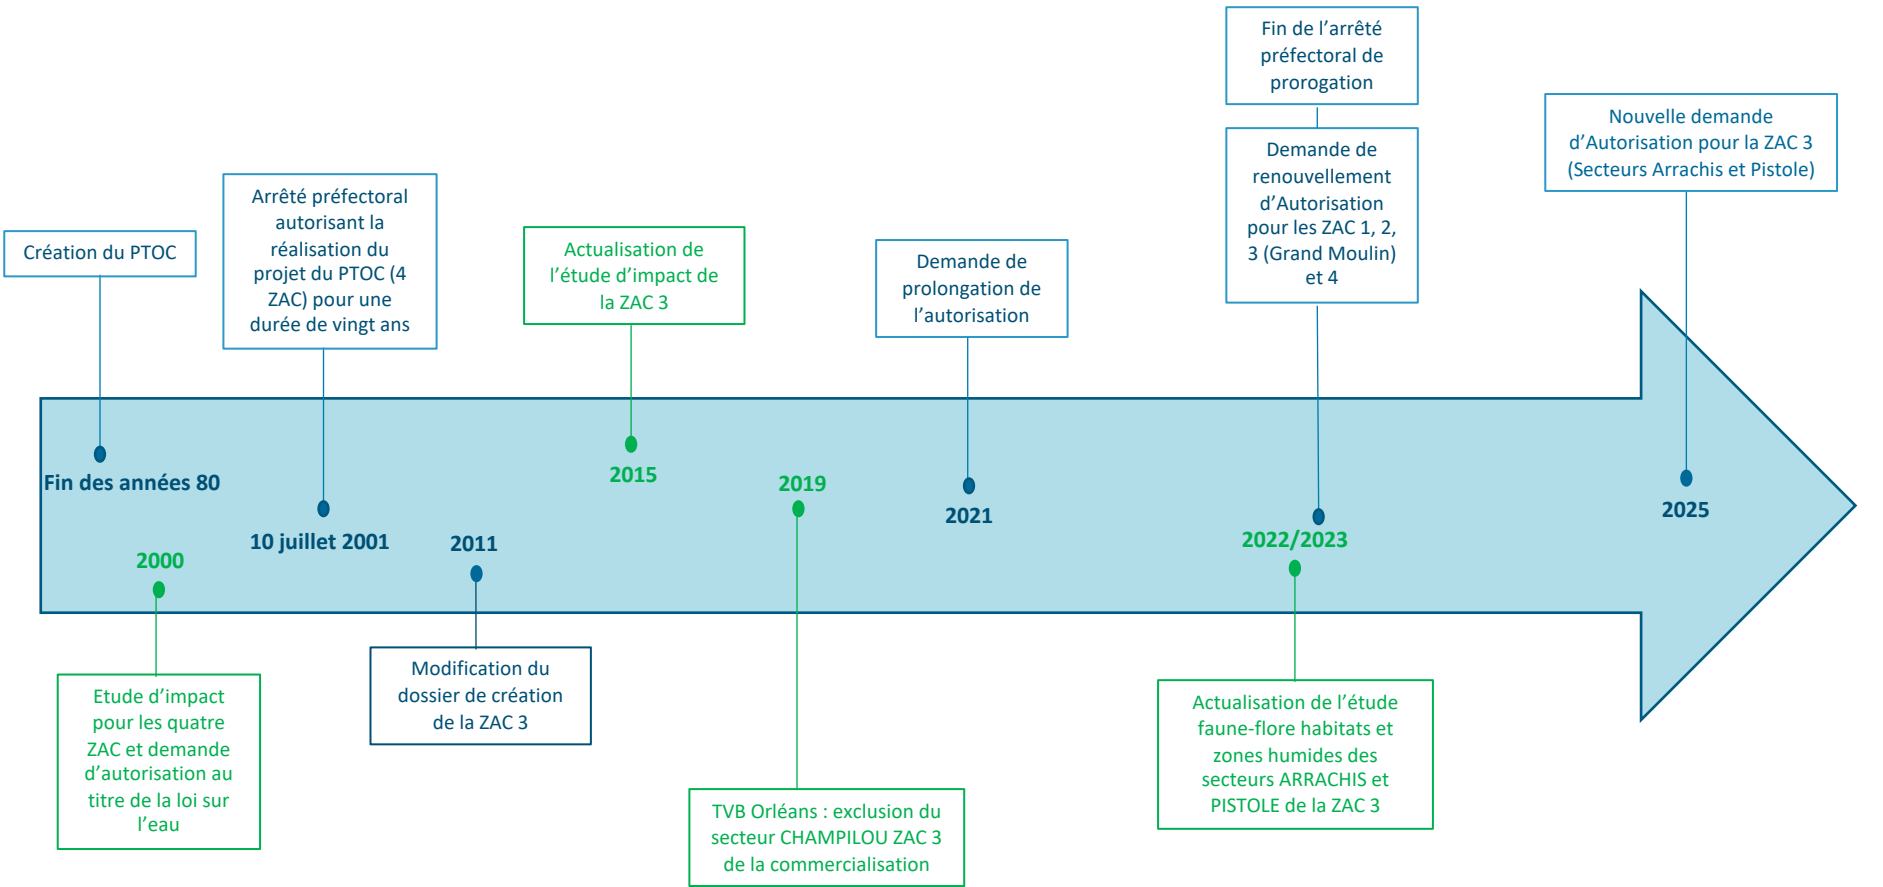 Création du PTOC
Fin des années 80
2000
Etude d’impact
pour les quatre
ZAC et demande
d’autorisation au
titre de la loi sur
l’eau
Arrêté préfectoral
autorisant la
réalisation du
projet du PTOC (4
ZAC) pour une
durée de vingt ans
10 juillet 2001
2011
Modification du
dossier de création
de la ZAC 3
Actualisation de
l’étude d’impact de
la ZAC 3
2015
2019
TVB Orléans : exclusion du
secteur CHAMPILOU ZAC 3
de la commercialisation
Demande de
prolongation de
l’autorisation
2021
Fin de l’arrêté
préfectoral de
prorogation
Demande de
renouvellement
d’Autorisation
pour les ZAC 1, 2,
3 (Grand Moulin)
et 4
2022/2023
Actualisation de l’étude
faune-flore habitats et
zones humides des
secteurs ARRACHIS et
PISTOLE de la ZAC 3
Nouvelle demande
d’Autorisation pour la ZAC 3
(Secteurs Arrachis et Pistole)
2025